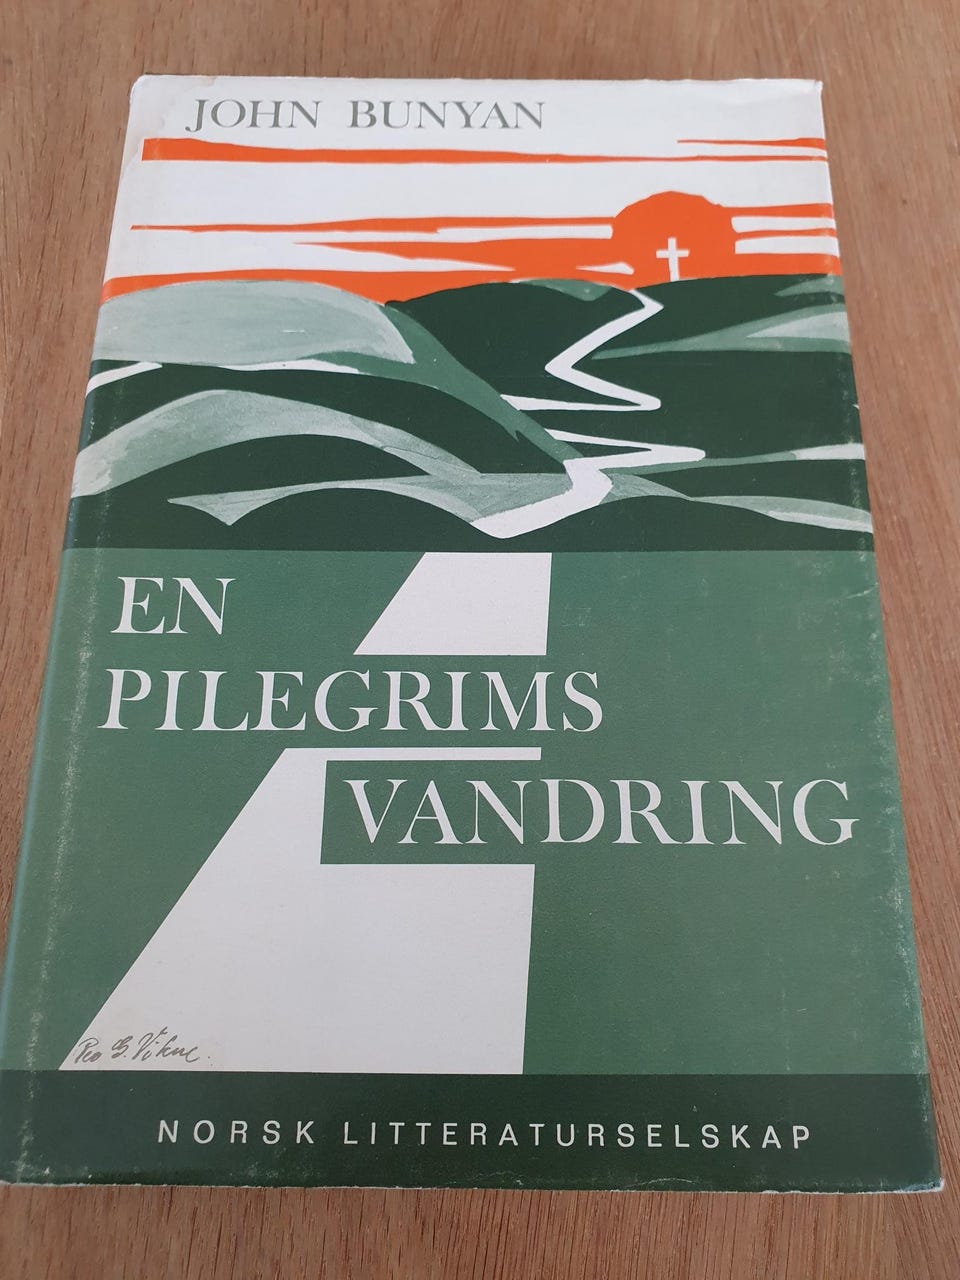 JOHN BUNYAN
EN
PILEGRIMS
VANDRING
NORSK LITTERATURSELSKAP